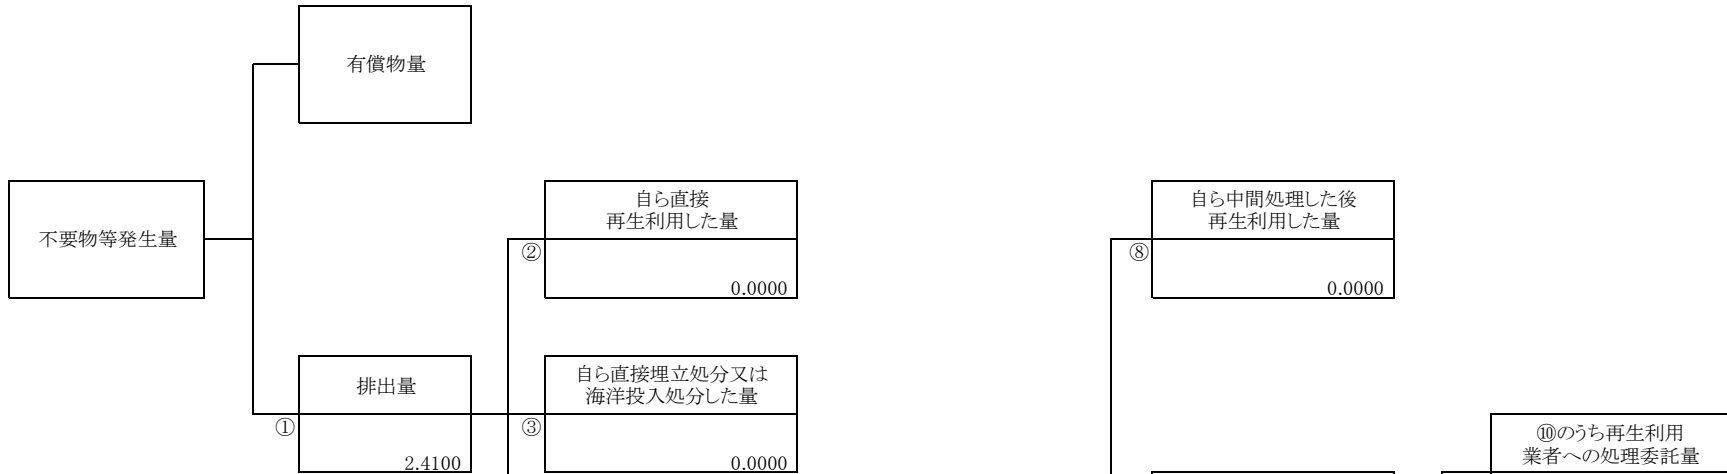 有償物量
不要物等発生量
自ら直接
再生利用した量
②
0.0000
自ら中間処理した後
再生利用した量
⑧
0.0000
排出量
①
2.4100
自ら直接埋立処分又は
海洋投入処分した量
③
0.0000
⑩のうち再生利用
業者への処理委託量